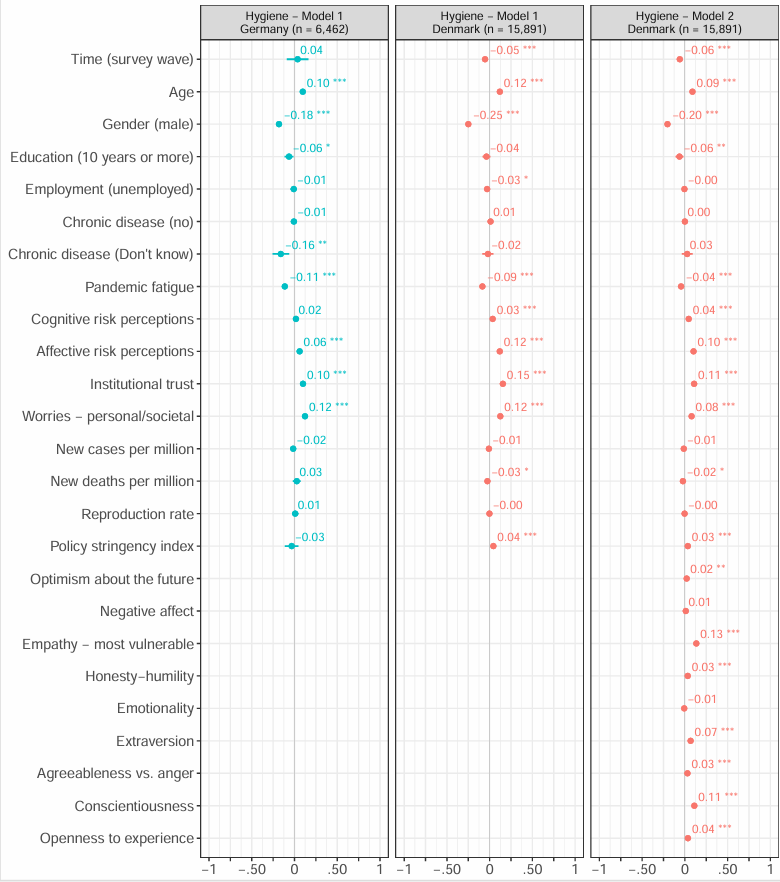 Hygiene − Model 1
Germany (n = 6,462)
Hygiene − Model 1
Denmark (n = 15,891)
Hygiene − Model 2
Denmark (n = 15,891)
Time (survey wave) 0.04 −0.05 *** −0.06 ***
Age 0.10 *** 0.12 *** 0.09 ***
Gender (male) −0.18 *** −0.25 *** −0.20 ***
Education (10 years or more) −0.06 * −0.04 −0.06 **
Employment (unemployed) −0.01 −0.03 * −0.00
Chronic disease (no) −0.01 0.01 0.00
Chronic disease (Don't know) −0.16 ** −0.02 0.03
Pandemic fatigue −0.11 *** −0.09 *** −0.04 ***
Cognitive risk perceptions 0.02 0.03 *** 0.04 ***
Affective risk perceptions 0.06 *** 0.12 *** 0.10 ***
Institutional trust 0.10 *** 0.15 *** 0.11 ***
Worries − personal/societal 0.12 *** 0.12 *** 0.08 ***
New cases per million −0.02 −0.01 −0.01
New deaths per million 0.03 −0.03 * −0.02 *
Reproduction rate 0.01 −0.00 −0.00
Policy stringency index −0.03 0.04 *** 0.03 ***
Optimism about the future 0.02 **
Negative affect 0.01
Empathy − most vulnerable 0.13 ***
Honesty−humility 0.03 ***
Emotionality −0.01
Extraversion 0.07 ***
Agreeableness vs. anger 0.03 ***
Conscientiousness 0.11 ***
Openness to experience 0.04 ***
−1 −.50 0 .50 1 −1 −.50 0 .50 1 −1 −.50 0 .50 1